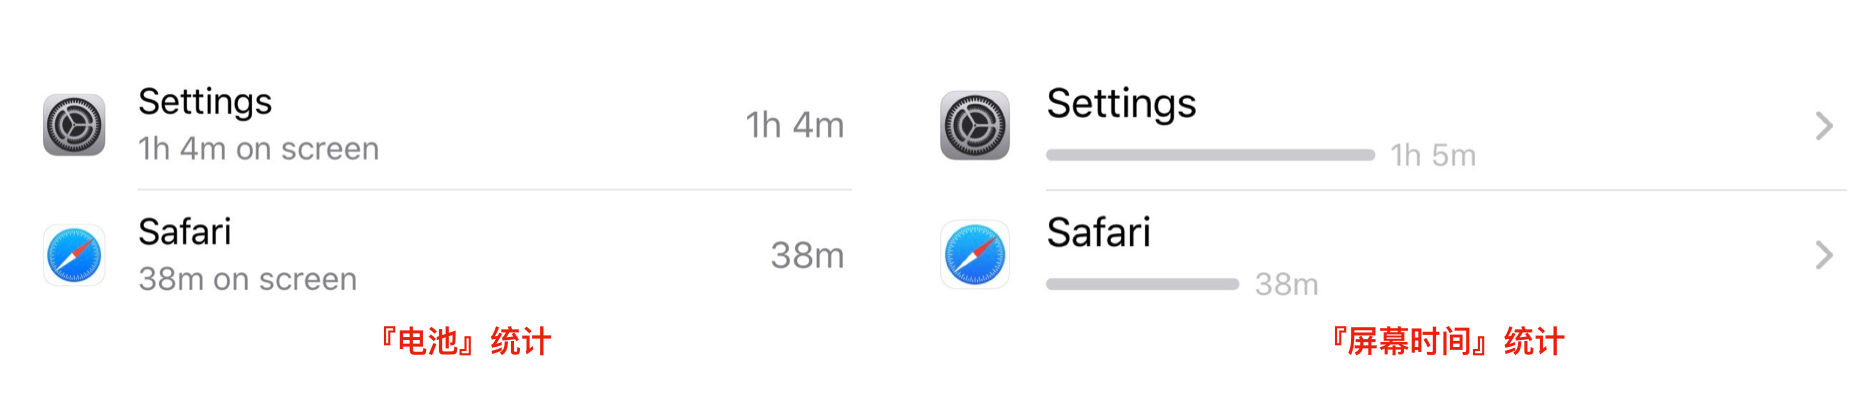 Settings
1h 4m on screen
1h 4m
Safari
38m on screen
38m
『电池』统计
Settings
1h 5m
Safari
38m
『屏幕时间』统计